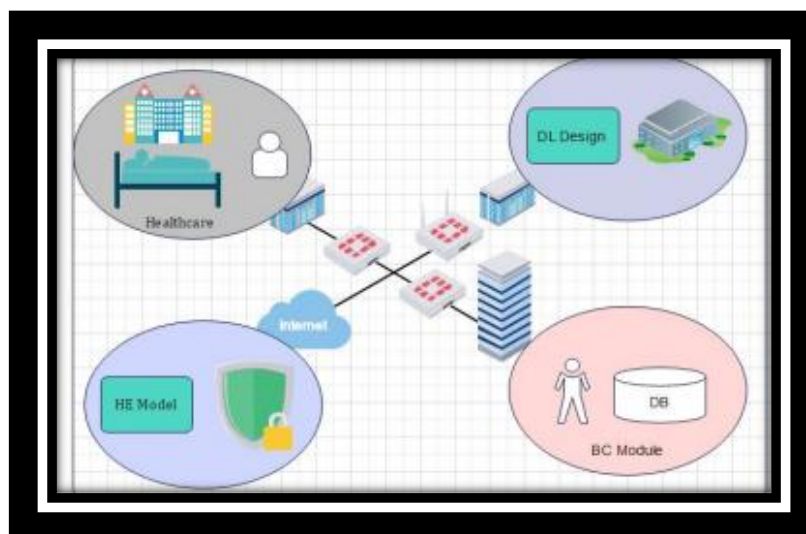 DL Design
Healthcare
Internet
HE Model
DB
BC Module